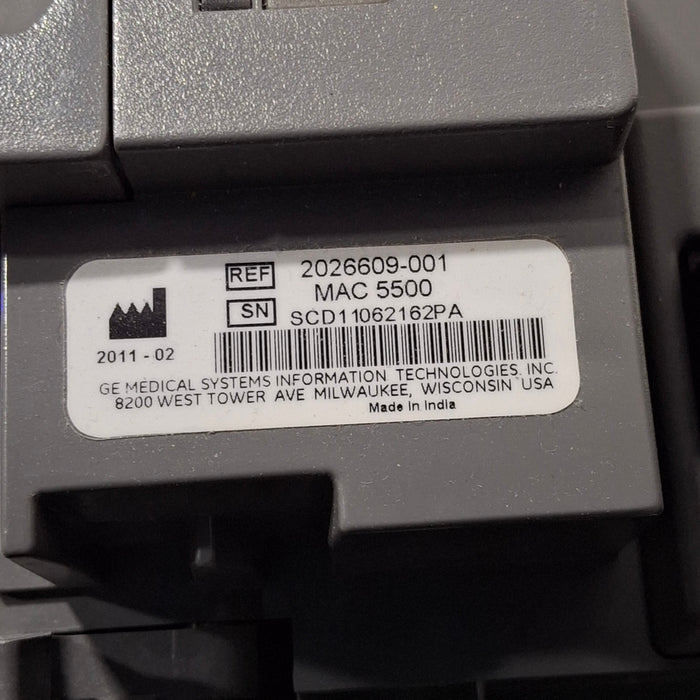 REF 2026609-001
MAC 5500
SN SCD11062162PA
2011 - 02
GE MEDICAL SYSTEMS INFORMATION TECHNOLOGIES, INC.
8200 WEST TOWER AVE MILWAUKEE, WISCONSIN USA
Made in India